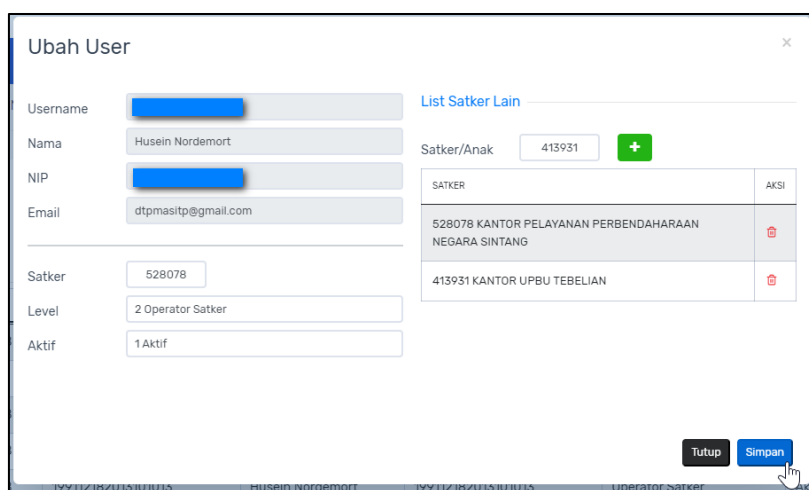 Ubah User
×
Username
Nama
Husein Nordemort
NIP
Email
dtpmasitp@gmail.com
Satker
528078
Level
2 Operator Satker
Aktif
1 Aktif
List Satker Lain
Satker/Anak
413931
+
SATKER
AKSI
528078 KANTOR PELAYANAN PERBENDAHARAAN
NEGARA SINTANG
413931 KANTOR UPBU TEBELIAN
Tutup
Simpan
Husein Nordemort
Operator Satker